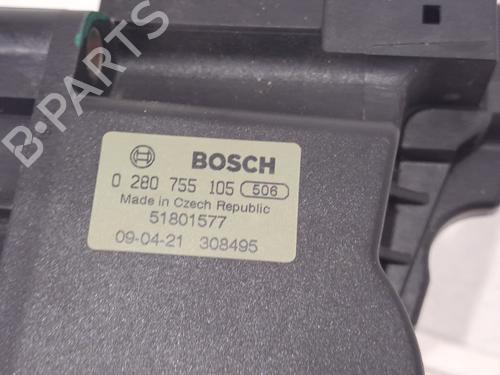 BOSCH
0 280 755 105 506
Made in Czech Republic
51801577
09-04-21 308495
B-PARTS